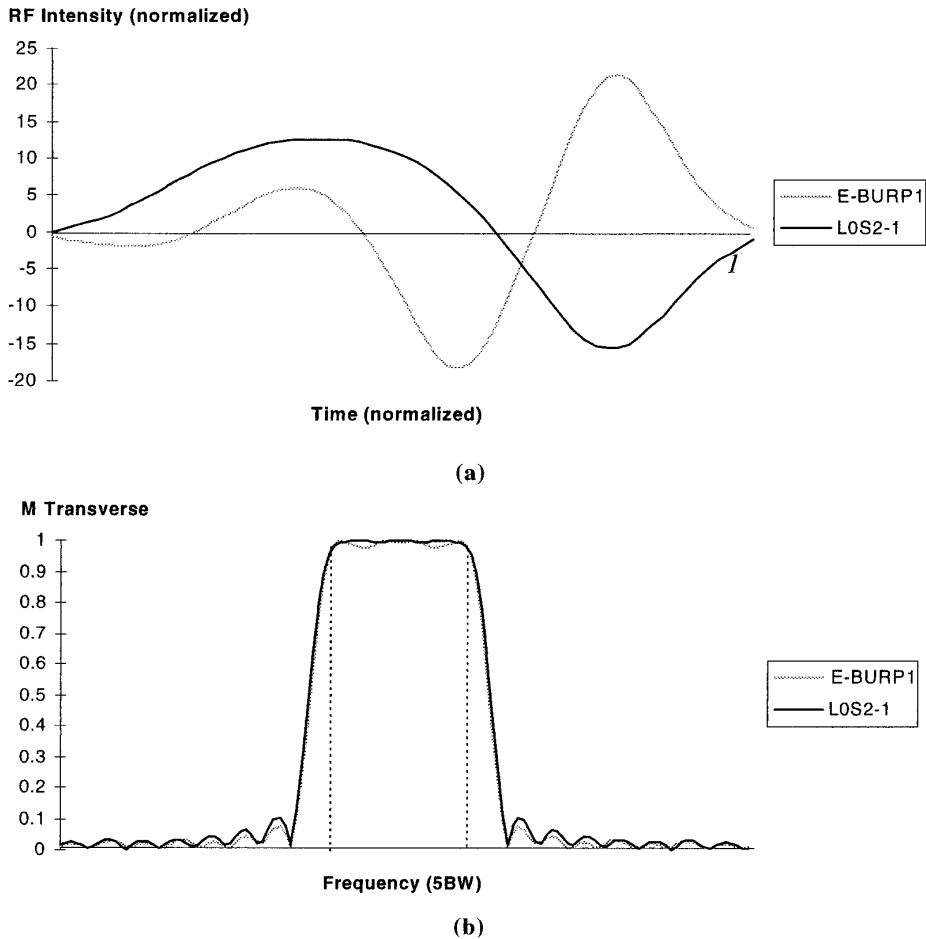 RF Intensity (normalized)
25
20
15
10
5
0
-5
-10
-15
-20
1
E-BURP1
L0S2-1
Time (normalized)
(a)
M Transverse
1
0.9
0.8
0.7
0.6
0.5
0.4
0.3
0.2
0.1
0
E-BURP1
L0S2-1
Frequency (5BW)
(b)